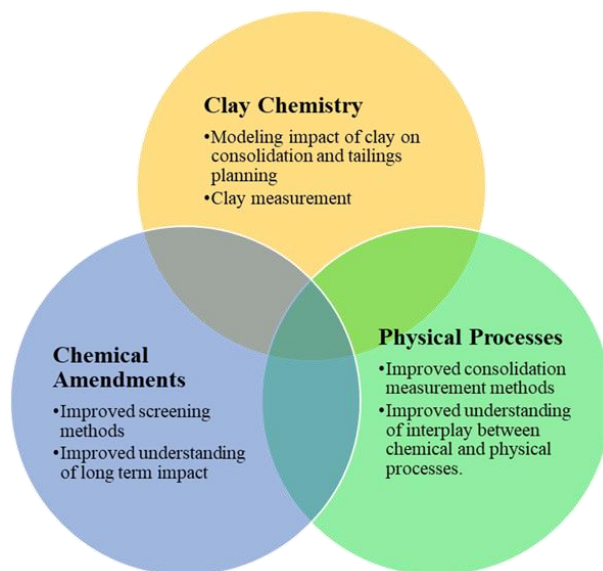 Clay Chemistry
•Modeling impact of clay on
consolidation and tailings
planning
•Clay measurement
Chemical
Amendments
•Improved screening
methods
•Improved understanding
of long term impact
Physical Processes
•Improved consolidation
measurement methods
•Improved understanding
of interplay between
chemical and physical
processes.